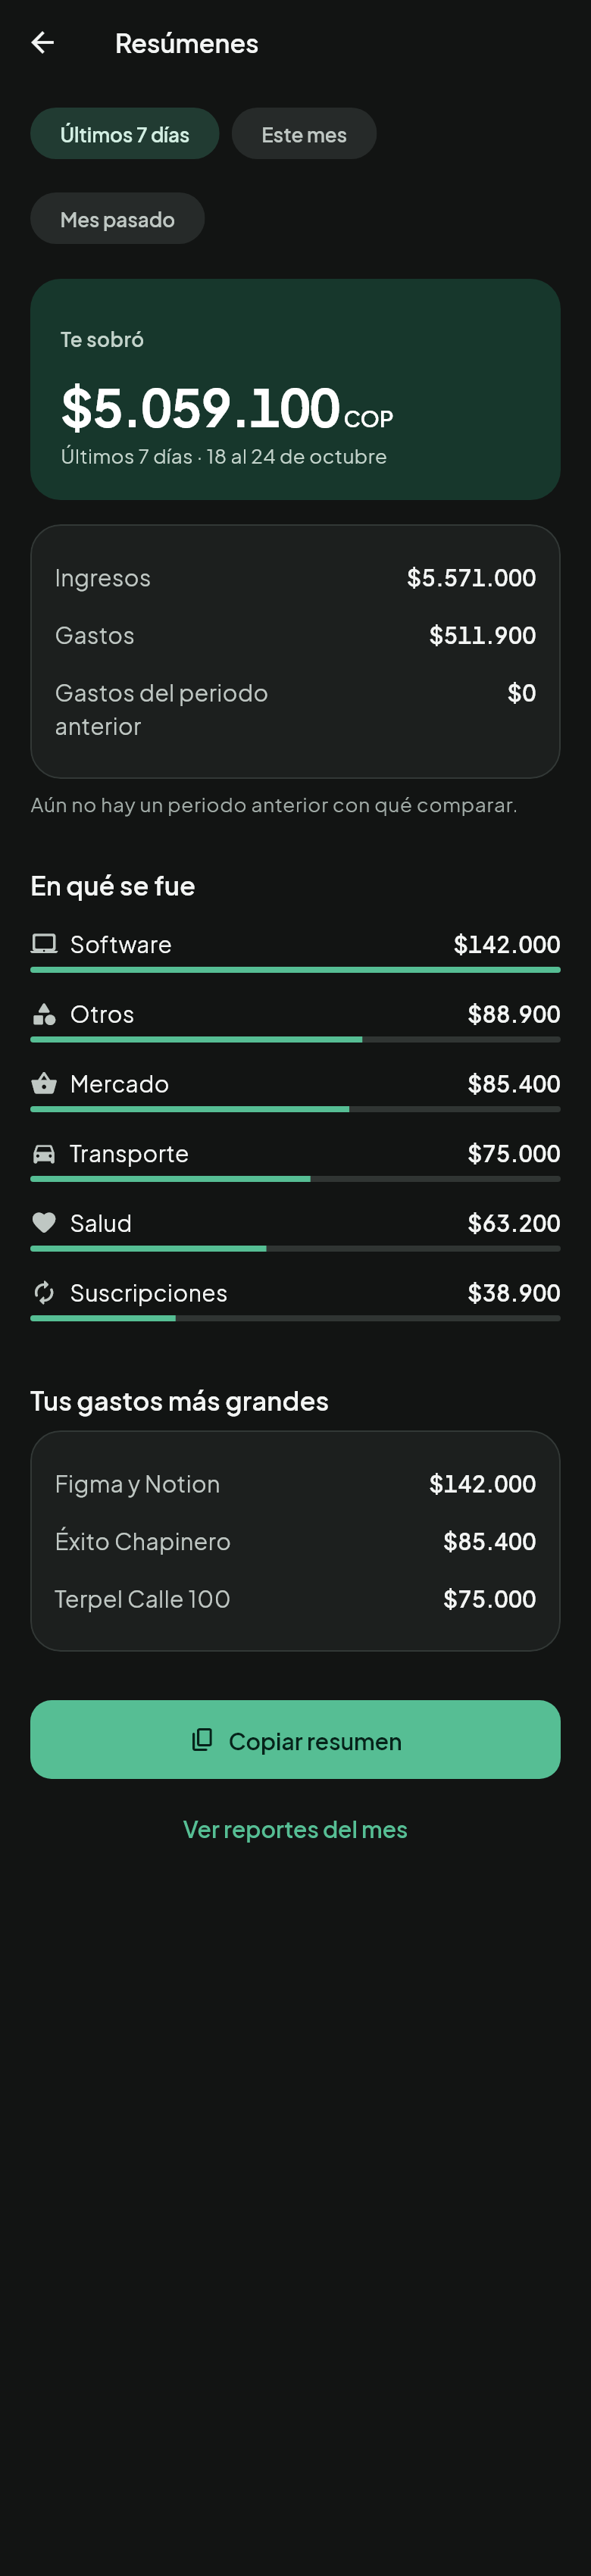 Resúmenes
Últimos 7 días
Este mes
Mes pasado
Te sobró
$5.059.100 COP
Últimos 7 días · 18 al 24 de octubre
Ingresos $5.571.000
Gastos $511.900
Gastos del periodo $0
anterior
Aún no hay un periodo anterior con qué comparar.
En qué se fue
Software $142.000
Otros $88.900
Mercado $85.400
Transporte $75.000
Salud $63.200
Suscripciones $38.900
Tus gastos más grandes
Figma y Notion $142.000
Éxito Chapinero $85.400
Terpel Calle 100 $75.000
Copiar resumen
Ver reportes del mes